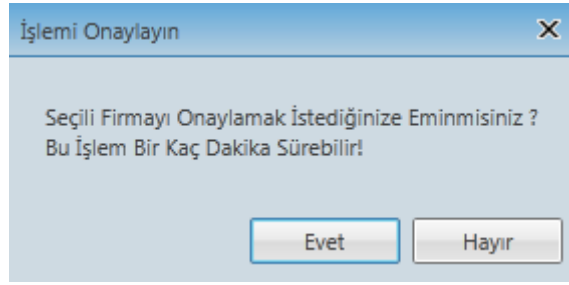 İşlemi Onaylayın
Seçili Firmayı Onaylamak İstediğinize Eminmisiniz ?
Bu İşlem Bir Kaç Dakika Sürebilir!
Evet
Hayır